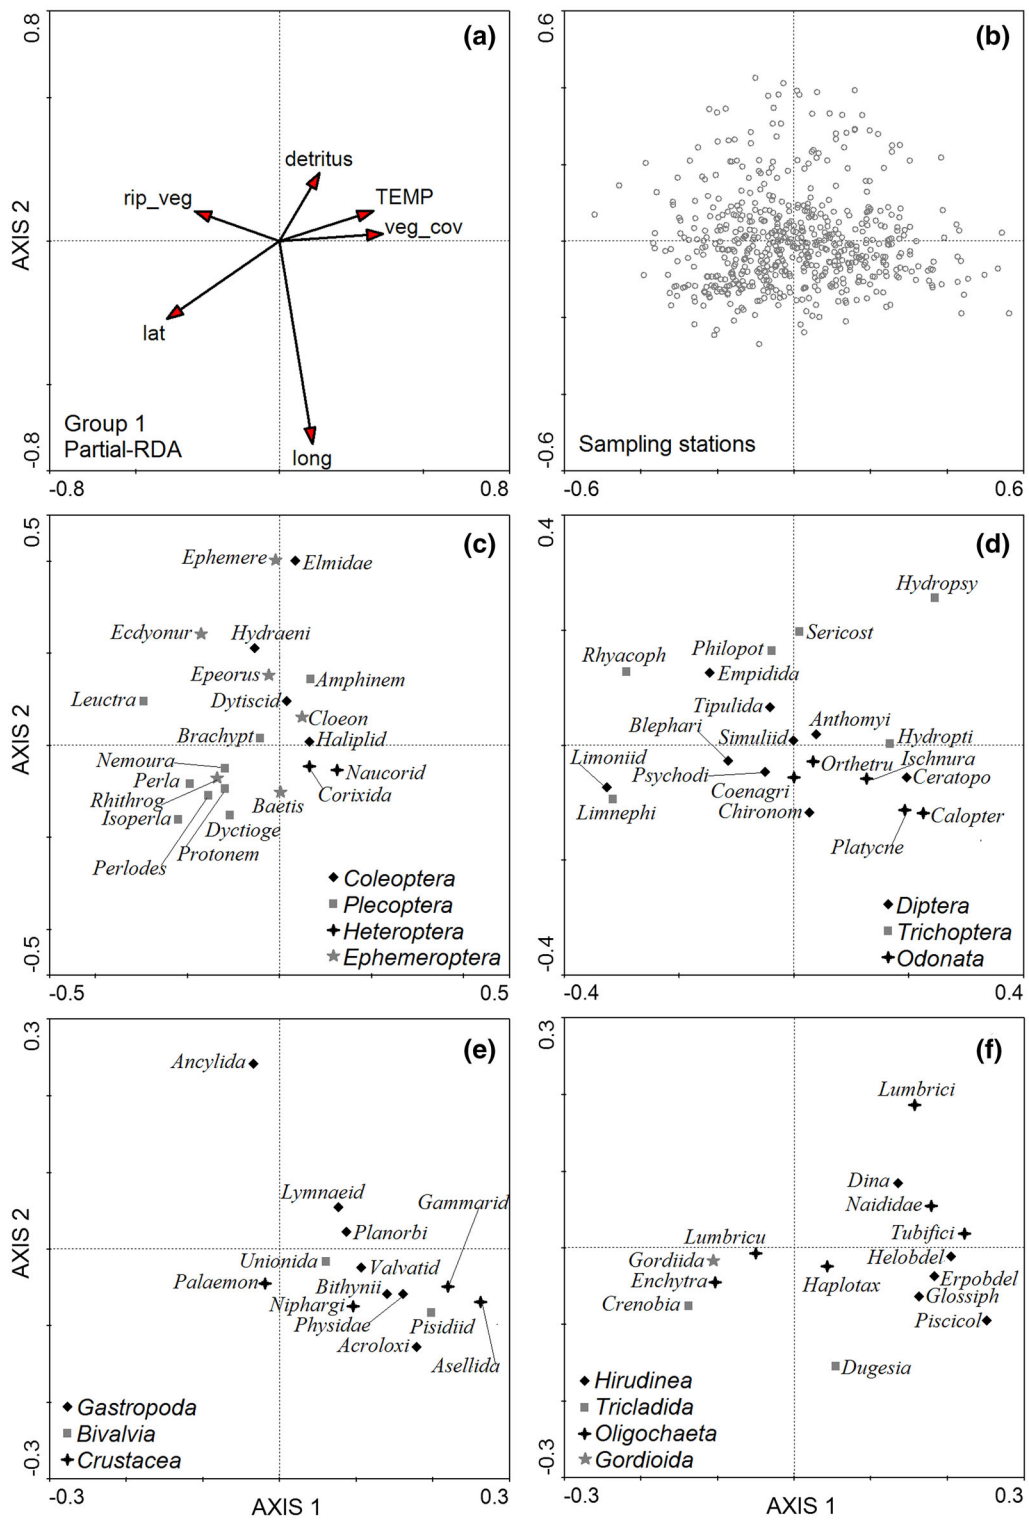 0.8
(a)
0.6
(b)
detritus
rip_veg
TEMP
veg_cov
AXIS 2
lat
Group 1
Partial-RDA
long
Sampling stations
-0.8
-0.8
0.8
-0.6
-0.6
0.6
0.5
(c)
Ephemere
Elmidae
Ecdyonur
Hydraeni
Epeorus
Amphinem
Leuctra
Dytiscid
Cloeon
AXIS 2
Brachypt
Haliplid
Nemoura
Perla
Naucorid
Rhithrog
Corixida
Isoperla
Baetis
Dyctioge
Protonem
Perlodes
Coleoptera
Plecoptera
Heteroptera
Ephemeroptera
-0.5
-0.5
0.5
0.4
(d)
Hydropsy
Sericost
Philopot
Rhyacoph
Empidida
Tipulida
Anthomyi
Blephari
Simuliid
Hydropti
Limoniid
Orthetru
Ischnura
Psychodi
Ceratopo
Coenagri
Limnephi
Chironom
Calopter
Platycne
Diptera
Trichoptera
Odonata
-0.4
-0.4
0.4
0.3
(e)
Ancylida
Lymnaeid
Gammarid
Planorbi
AXIS 2
Unionida
Valvatid
Palaemon
Bithynii
Niphargi
Physidae
Pisidiid
Acroloxi
Asellida
Gastropoda
Bivalvia
Crustacea
-0.3
-0.3
AXIS 1
0.3
0.3
(f)
Lumbrici
Dina
Naididae
Tubifici
Lumbricu
Gordiida
Helobdel
Enchytra
Haplotax
Erpobdel
Glossiph
Crenobia
Piscicol
Dugesia
Hirudinea
Tricladida
Oligochaeta
Gordioida
-0.3
-0.3
AXIS 1
0.3